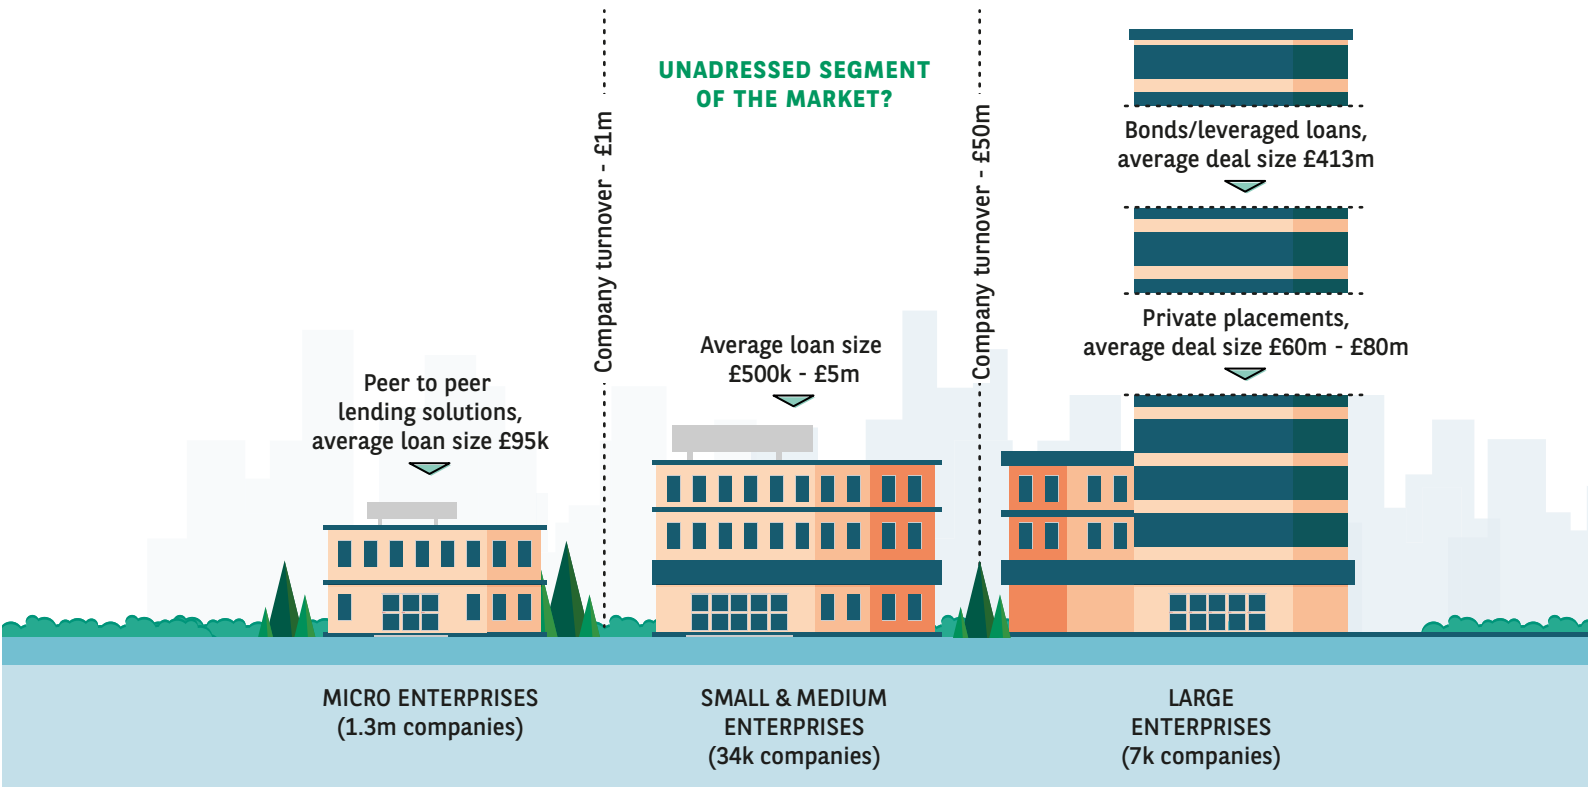 UNADRESSED SEGMENT
OF THE MARKET?
Company turnover - £1m
Company turnover - £50m
Peer to peer
lending solutions,
average loan size £95k
Average loan size
£500k - £5m
Bonds/leveraged loans,
average deal size £413m
Private placements,
average deal size £60m - £80m
MICRO ENTERPRISES
(1.3m companies)
SMALL & MEDIUM
ENTERPRISES
(34k companies)
LARGE
ENTERPRISES
(7k companies)